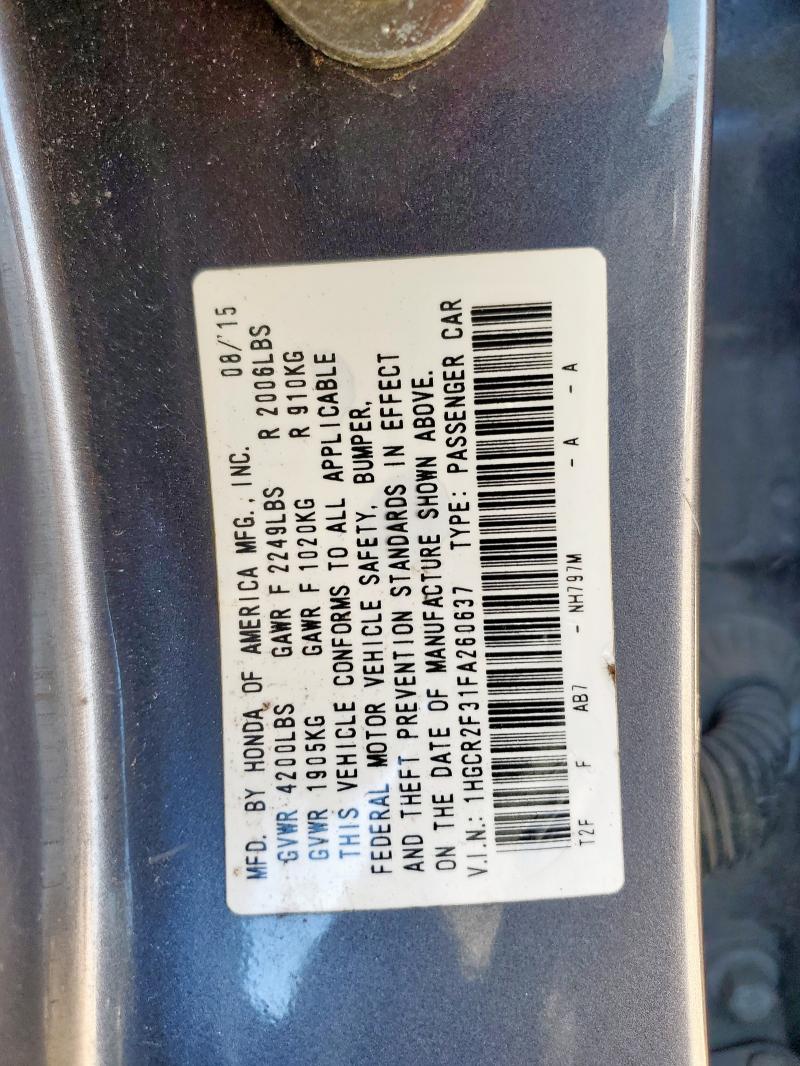 MFD. BY HONDA OF AMERICA MFG., INC. 08/'15
GVWR 4200LBS GAWR F 2249LBS R 2006LBS
GVWR 1905KG GAWR F 1020KG R 910KG
THIS VEHICLE CONFORMS TO ALL APPLICABLE
FEDERAL MOTOR VEHICLE SAFETY, BUMPER,
AND THEFT PREVENTION STANDARDS IN EFFECT
ON THE DATE OF MANUFACTURE SHOWN ABOVE.
V.I.N.: 1HGCR2F31FA260637 TYPE: PASSENGER CAR
T2F F AB7 - NH797M - A - A